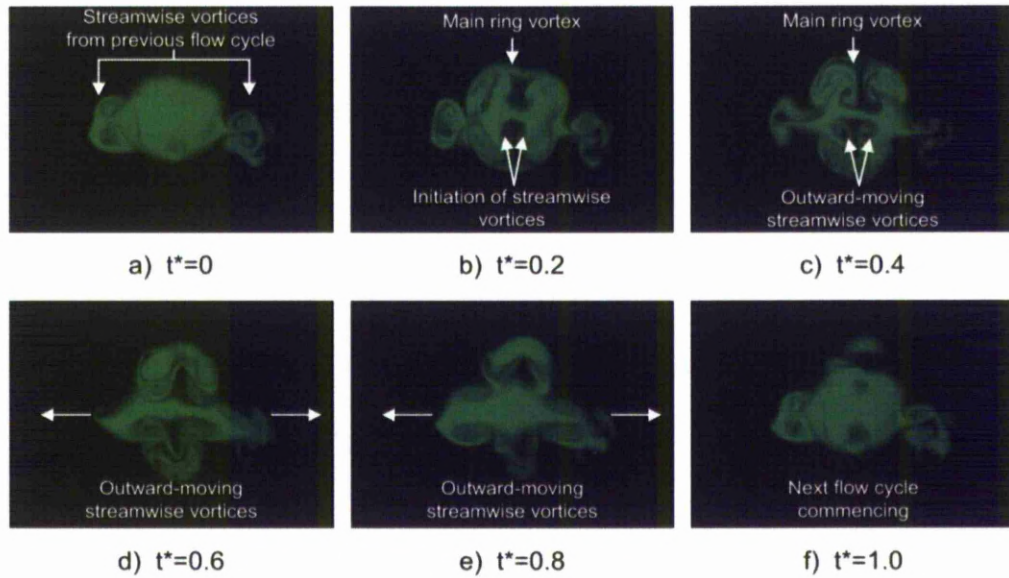 Streamwise vortices
from previous flow cycle
Main ring vortex
Initiation of streamwise
vortices
Main ring vortex
Outward-moving
streamwise vortices
a) t*=0
b) t*=0.2
c) t*=0.4
Outward-moving
streamwise vortices
Outward-moving
streamwise vortices
Next flow cycle
commencing
d) t*=0.6
e) t*=0.8
f) t*=1.0